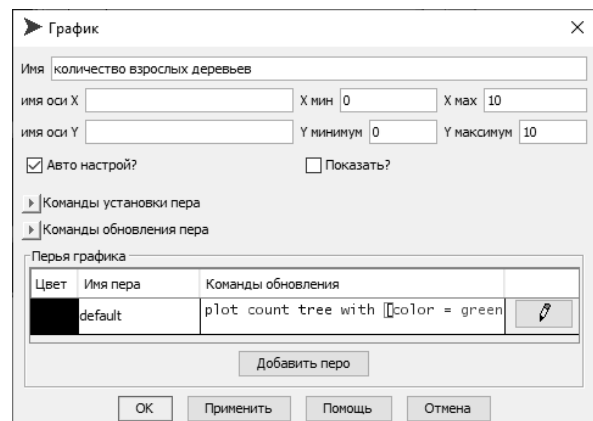 График
Имя количество взрослых деревьев
имя оси X X мин 0 X max 10
имя оси Y Y минимум 0 Y максимум 10
Авто настрой? Показать?
Команды установки пера
Команды обновления пера
Перья графика
Цвет Имя пера Команды обновления
default plot count tree with [color = green
Добавить перо
OK Применить Помощь Отмена